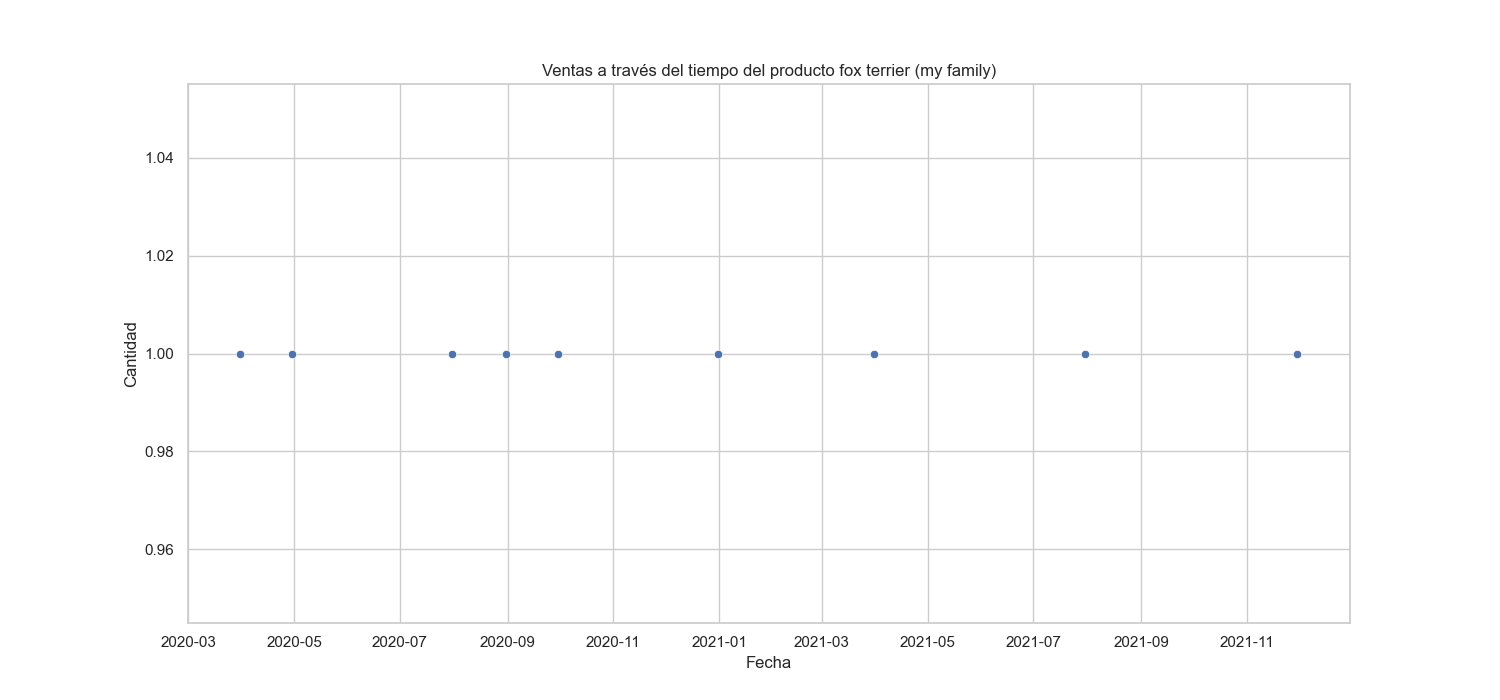 Ventas a través del tiempo del producto fox terrier (my family)
1.04
1.02
1.00
0.98
0.96
Cantidad
2020-03 2020-05 2020-07 2020-09 2020-11 2021-01 2021-03 2021-05 2021-07 2021-09 2021-11
Fecha